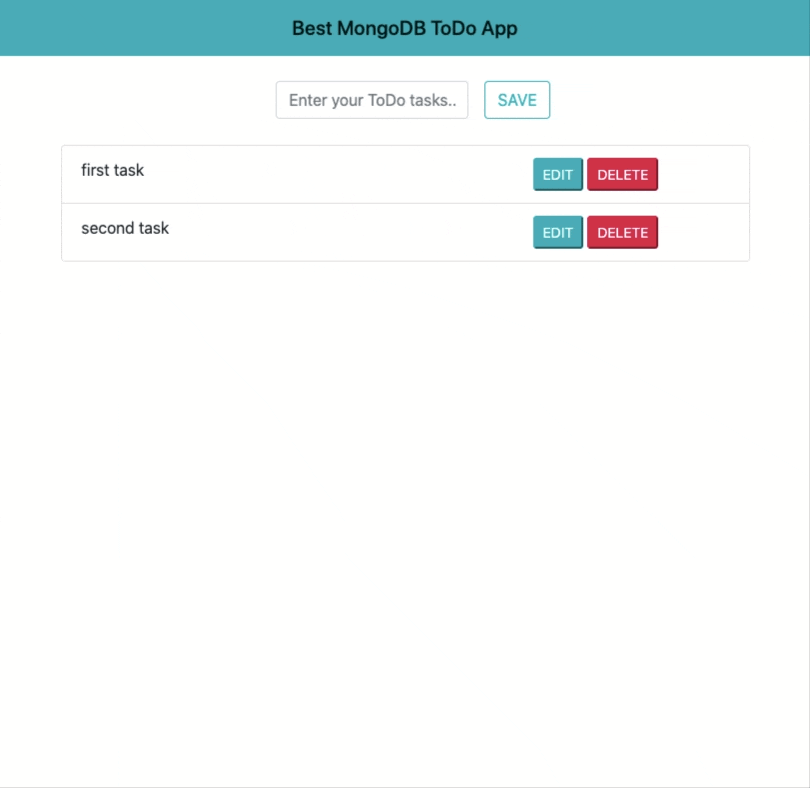 Best MongoDB ToDo App
Enter your ToDo tasks.. SAVE
first task EDIT DELETE
second task EDIT DELETE